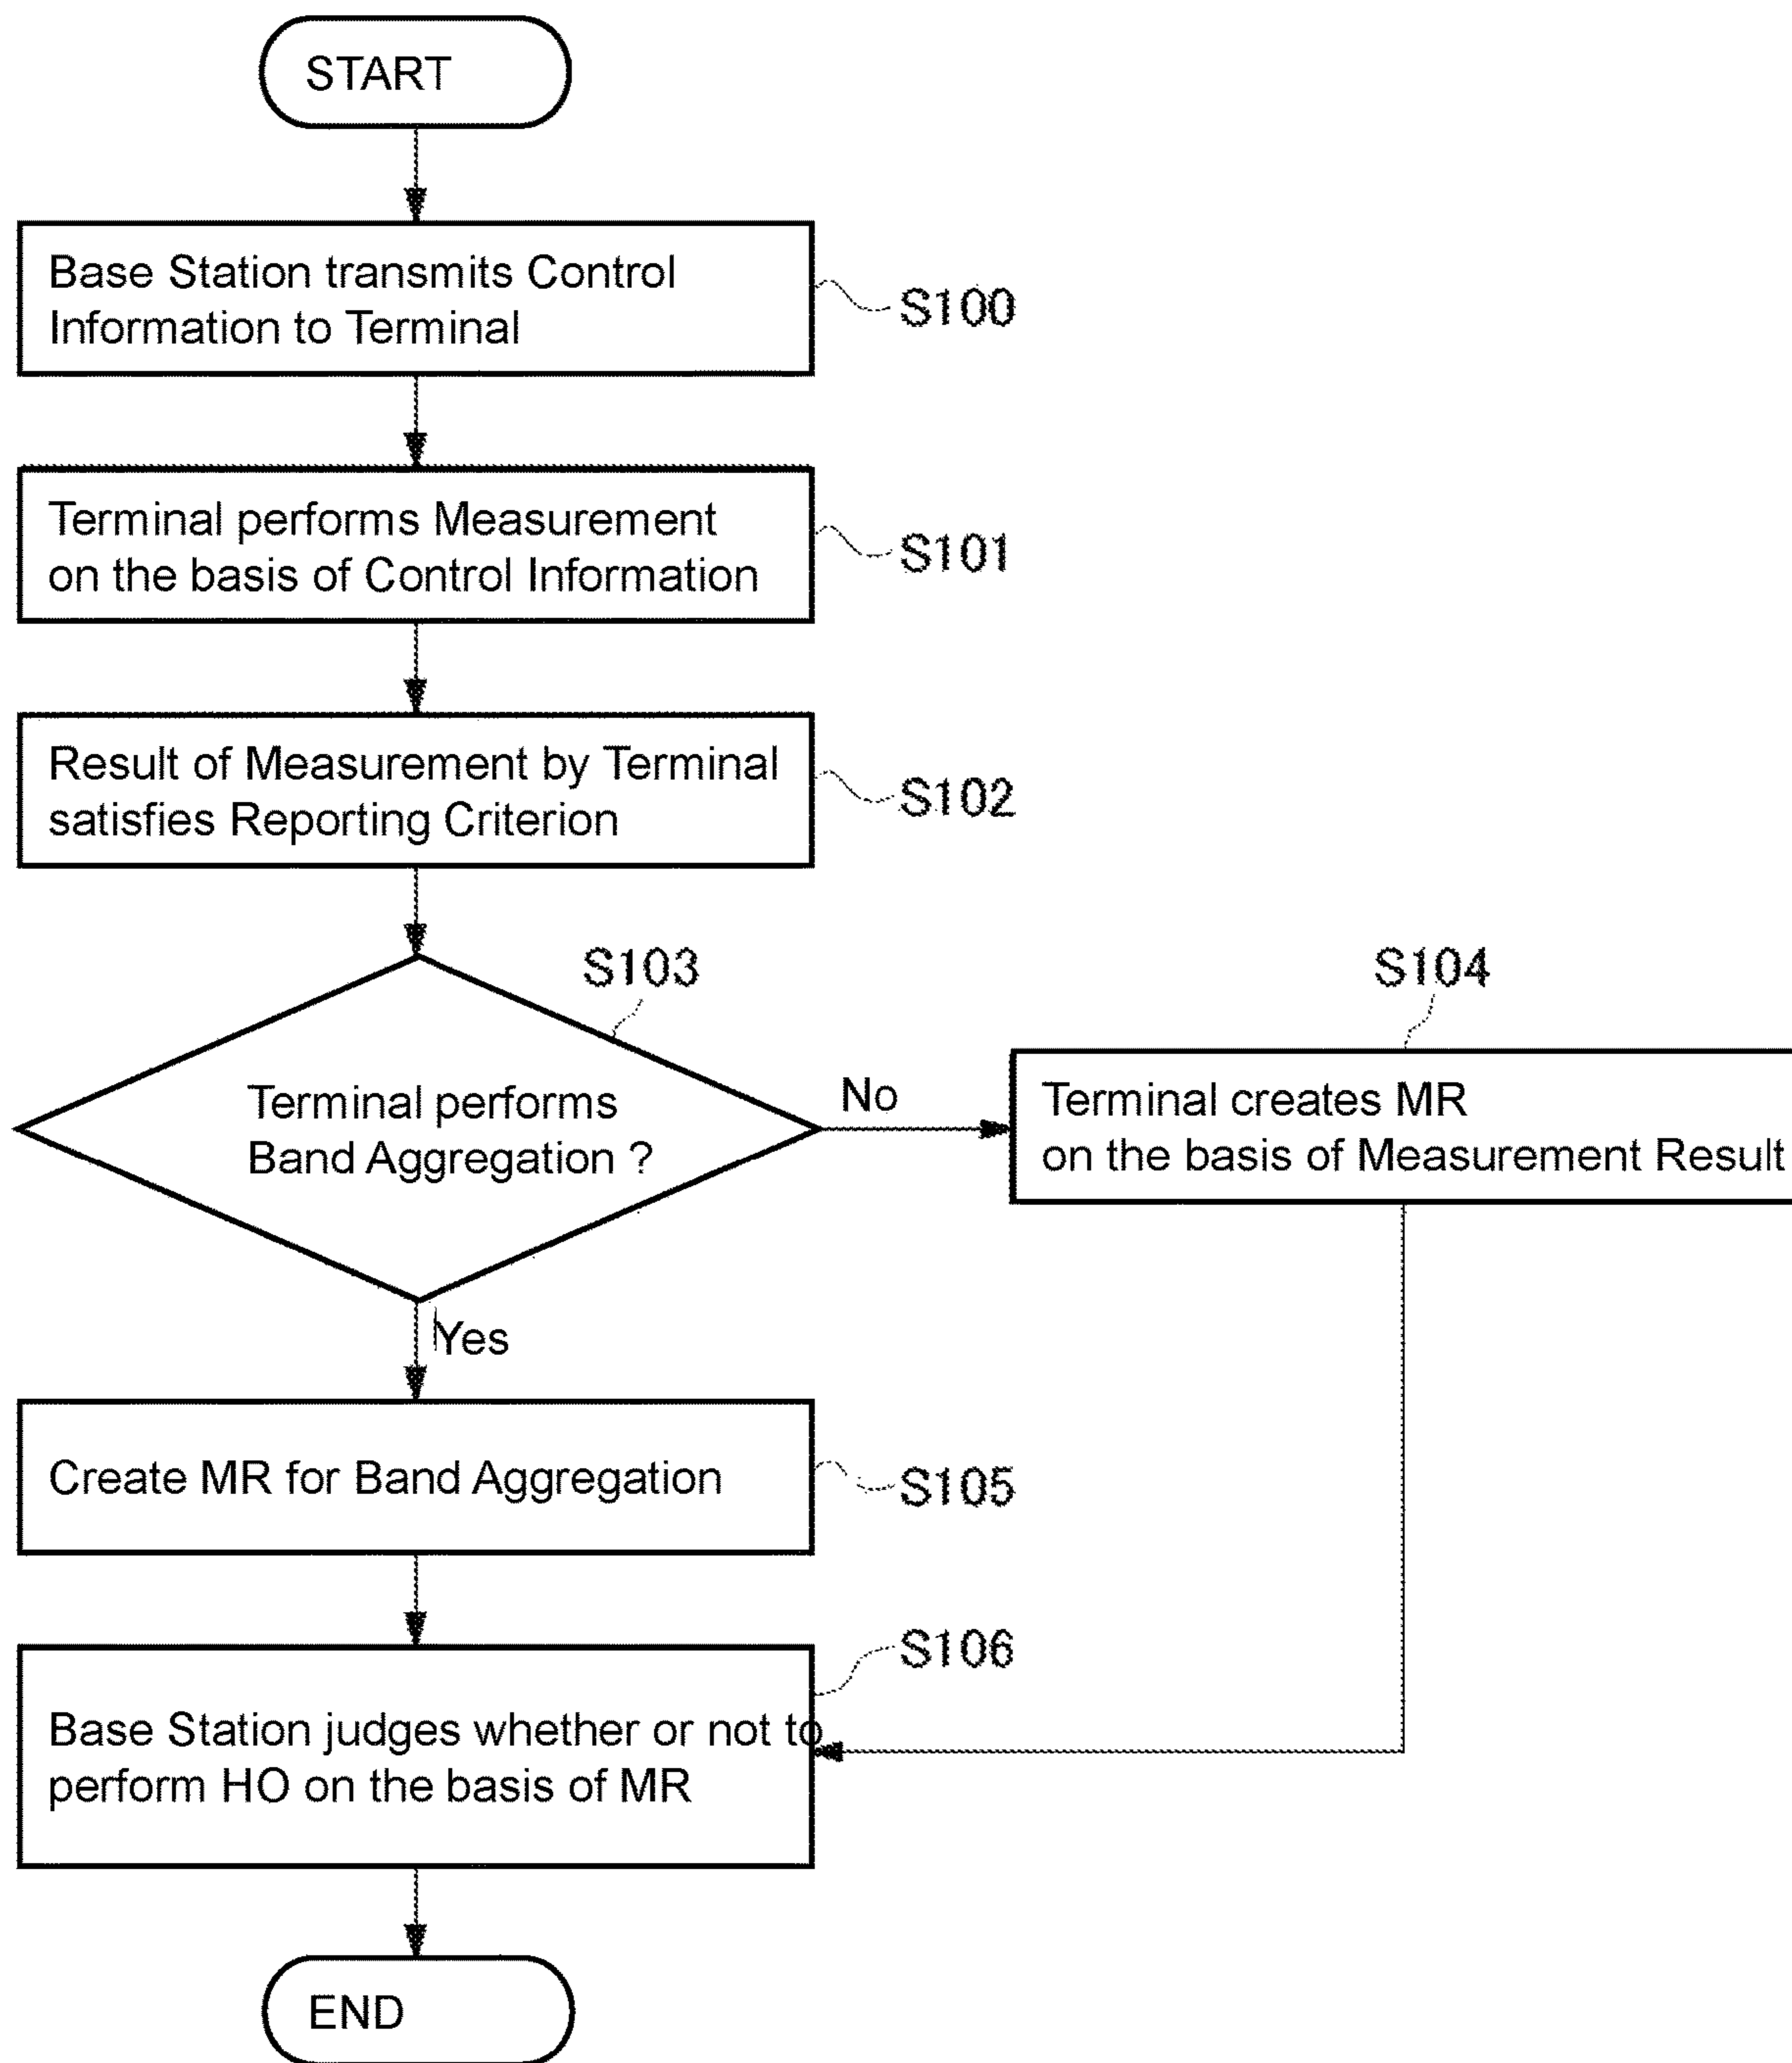 START
Base Station transmits Control
Information to Terminal
S100
Terminal performs Measurement
on the basis of Control Information
S101
Result of Measurement by Terminal
satisfies Reporting Criterion
S102
S103
Terminal performs
Band Aggregation ?
No
S104
Terminal creates MR
on the basis of Measurement Result
Yes
Create MR for Band Aggregation
S105
S106
Base Station judges whether or not to
perform HO on the basis of MR
END